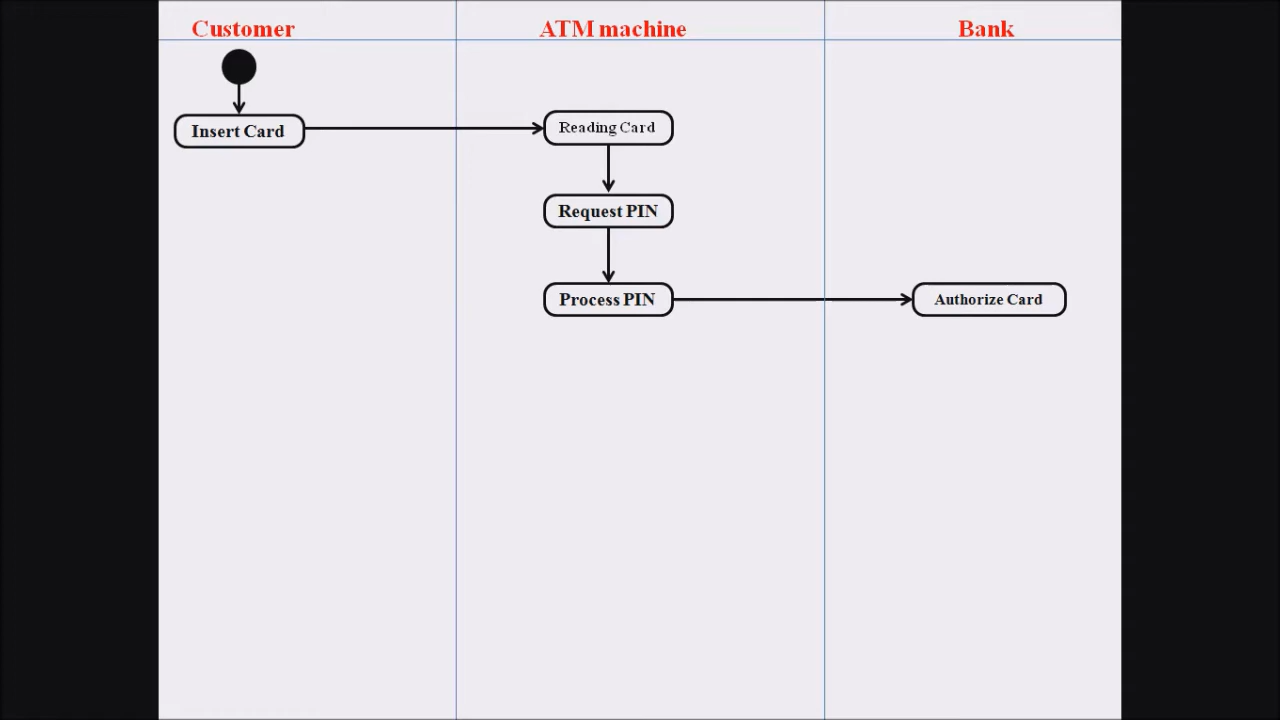 Customer ATM machine Bank
Insert Card Reading Card
Request PIN
Process PIN Authorize Card